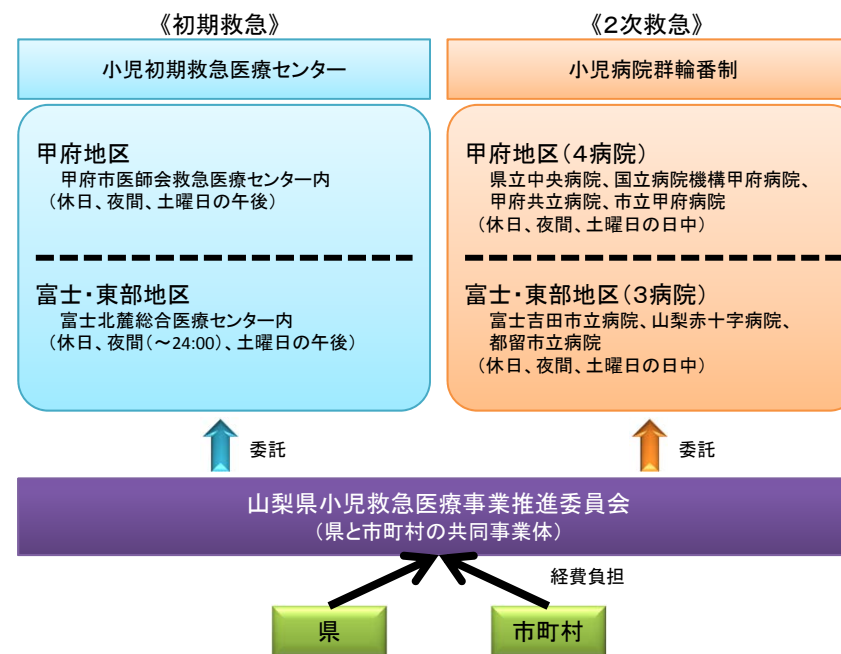 《初期救急》
小児初期救急医療センター
甲府地区
甲府市医師会救急医療センター内
（休日、夜間、土曜日の午後）
富士・東部地区
富士北麓総合医療センター内
（休日、夜間（～24:00）、土曜日の午後）
《２次救急》
小児病院群輪番制
甲府地区（４病院）
県立中央病院、国立病院機構甲府病院、
甲府共立病院、市立甲府病院
（休日、夜間、土曜日の日中）
富士・東部地区（３病院）
富士吉田市立病院、山梨赤十字病院、
都留市立病院
（休日、夜間、土曜日の日中）
委託
委託
山梨県小児救急医療事業推進委員会
（県と市町村の共同事業体）
経費負担
県
市町村